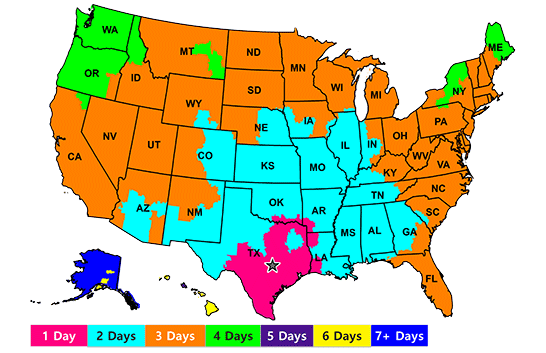 WA
ME
MT
ND
OR
MN
ID
WI
NY
SD
MI
WY
IA
PA
NE
NV
OH
IL
IN
UT
CO
WV
CA
KS
MO
VA
KY
NC
TN
OK
AZ
NM
AR
SC
MS
AL
GA
TX
LA
FL
1 Day 2 Days 3 Days 4 Days 5 Days 6 Days 7+ Days